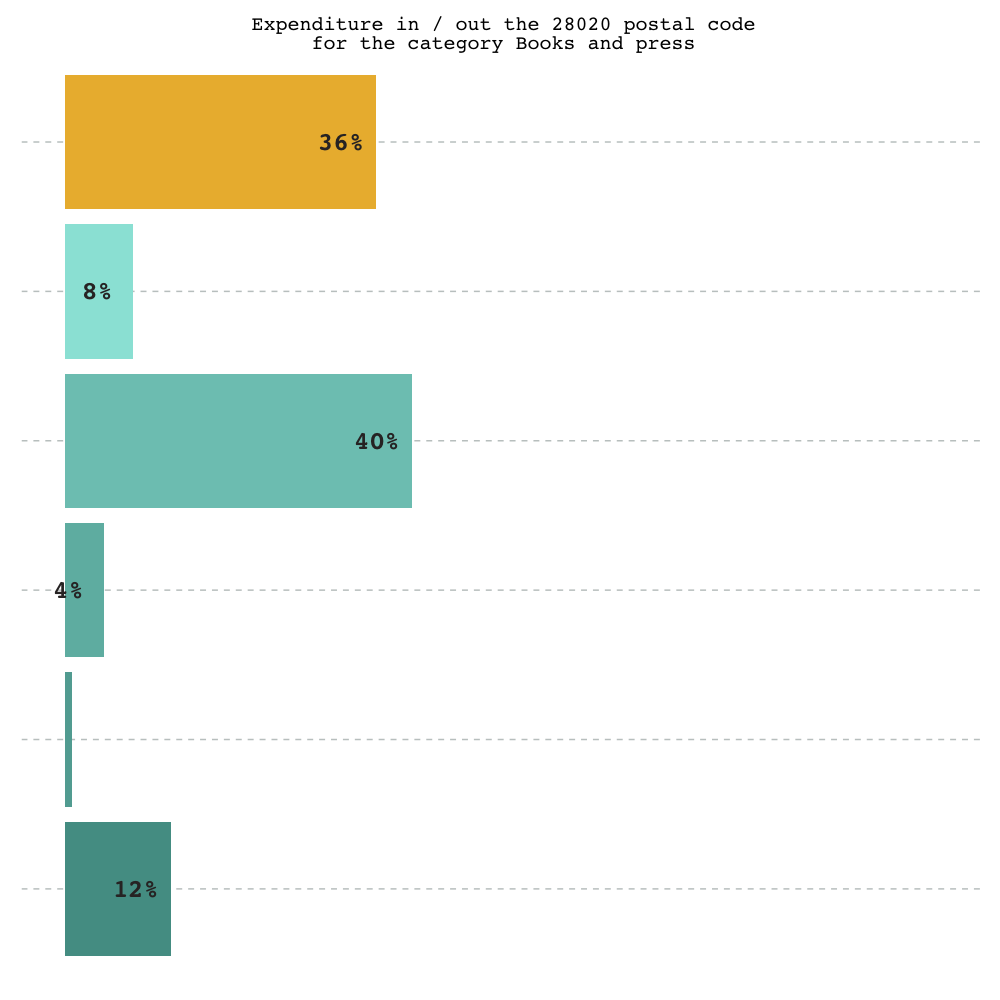 Expenditure in / out the 28020 postal code
for the category Books and press
36%
8%
40%
4%
12%